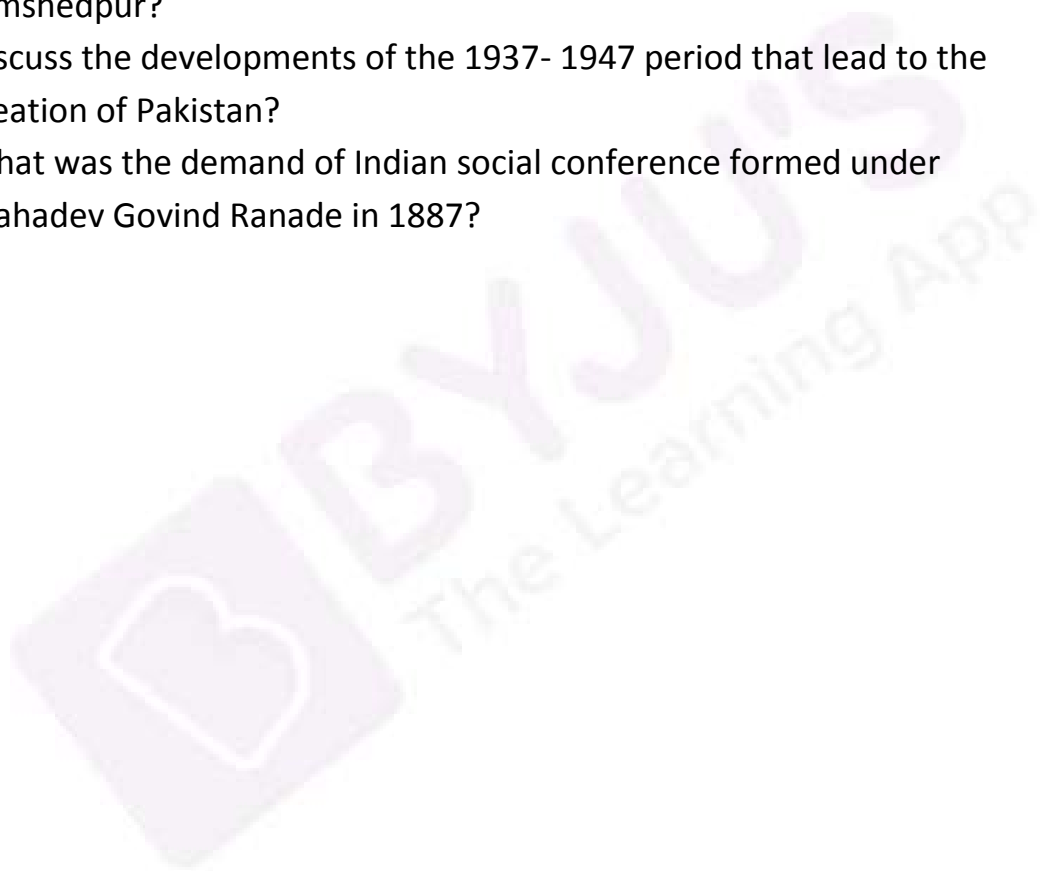 mshedpur?
scuss the developments of the 1937- 1947 period that lead to the
eation of Pakistan?
hat was the demand of Indian social conference formed under
ahadev Govind Ranade in 1887?
BYJU'S
The Learning App